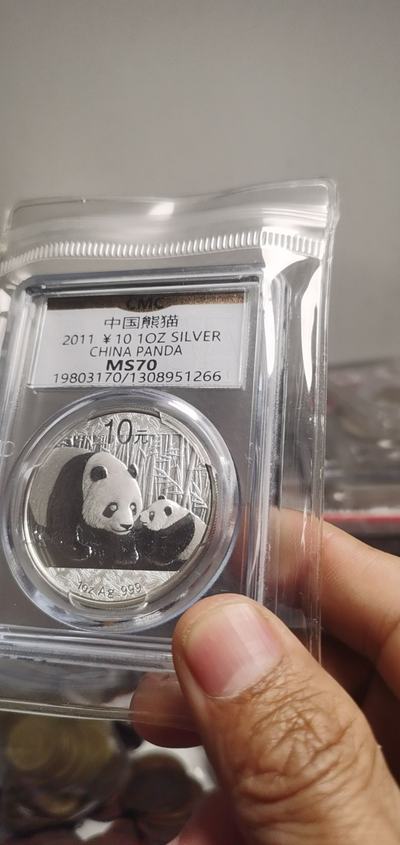 CMC
中国熊猫
2011 ¥10 1OZ SILVER
CHINA PANDA
MS70
19803170/1308951266
10元
1oz Ag .999